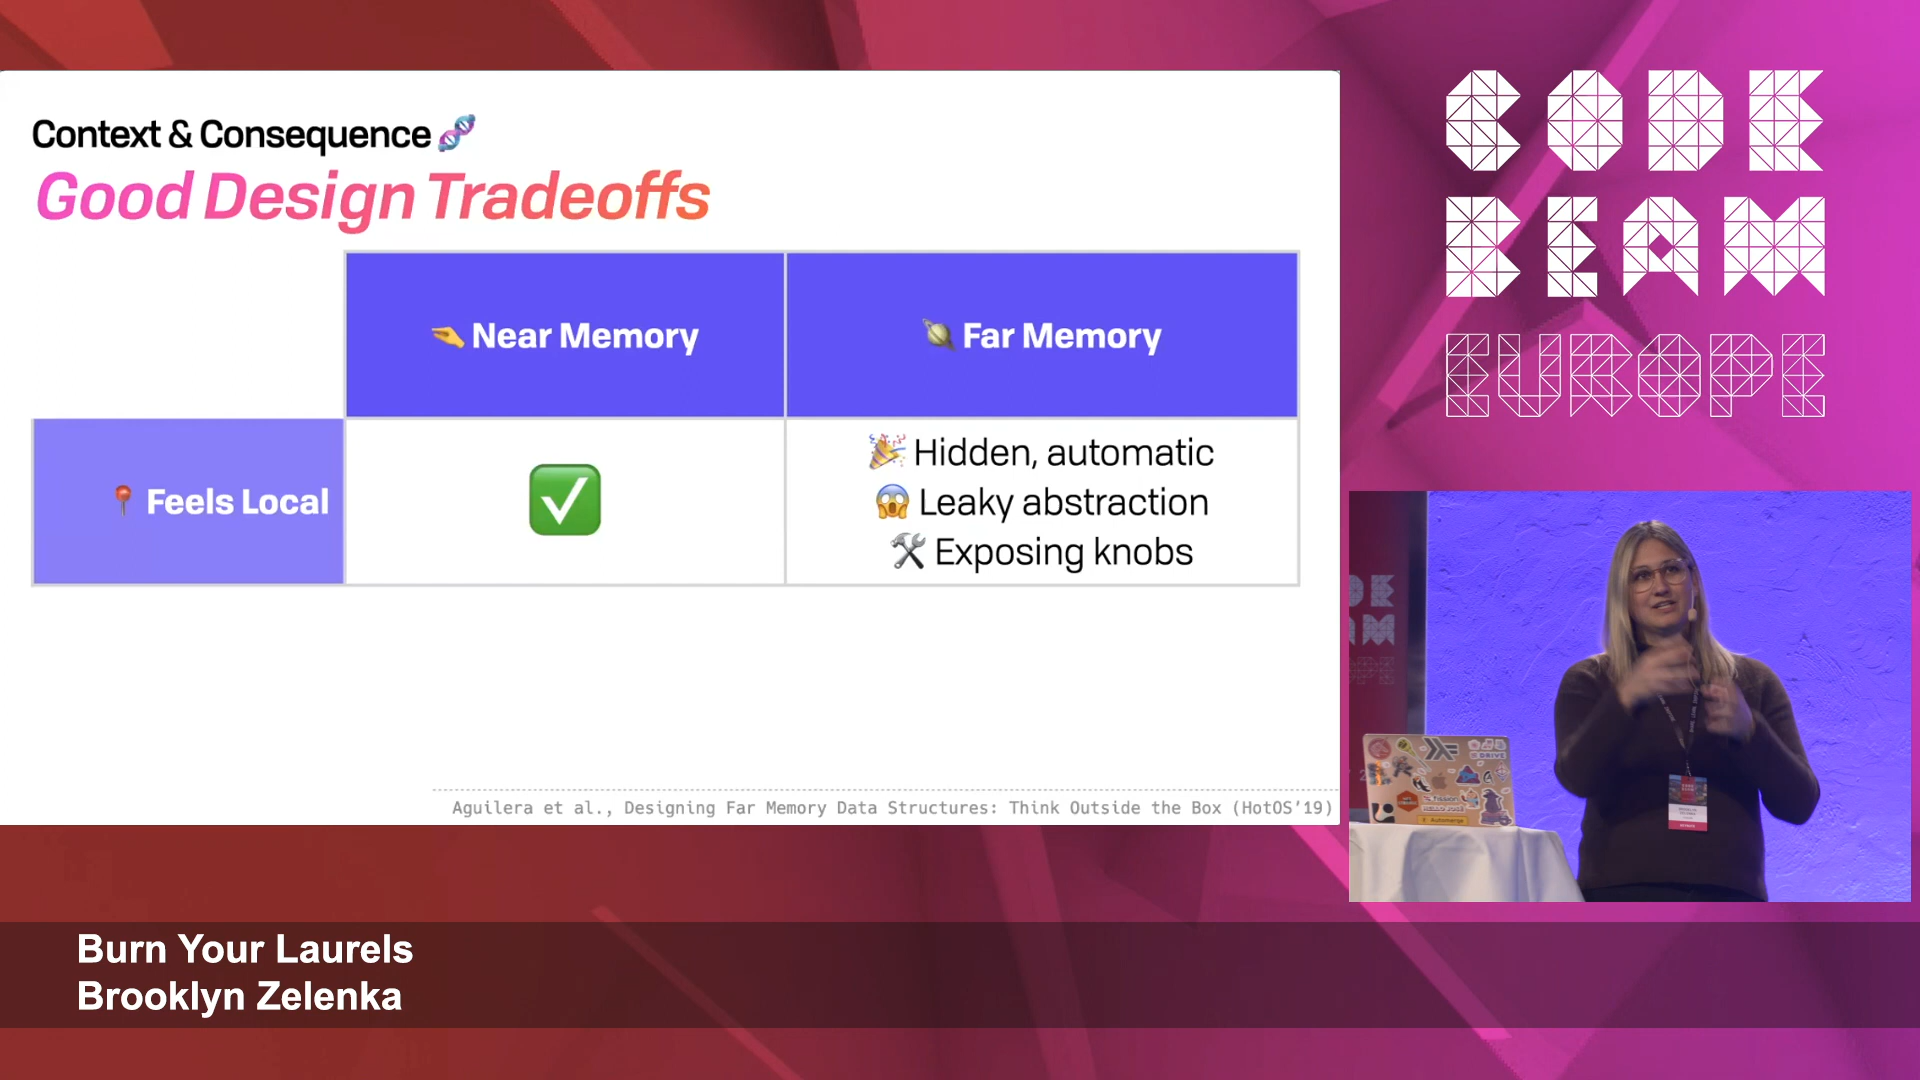 Context & Consequence
Good Design Tradeoffs
Near Memory
Far Memory
Feels Local
Hidden, automatic
Leaky abstraction
Exposing knobs
Aguilera et al., Designing Far Memory Data Structures: Think Outside the Box (HotOS’19)
CODE
BEAM
EUROPE
Automerge
Burn Your Laurels
Brooklyn Zelenka